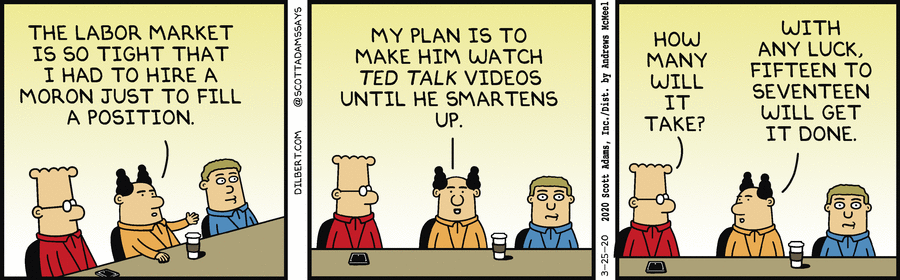 THE LABOR MARKET
IS SO TIGHT THAT
I HAD TO HIRE A
MORON JUST TO FILL
A POSITION.
DILBERT.COM @SCOTTADAMSSAYS
MY PLAN IS TO
MAKE HIM WATCH
TED TALK VIDEOS
UNTIL HE SMARTENS
UP.
3-25-20 2020 Scott Adams, Inc./Dist. by Andrews McMeel
HOW
MANY
WILL
IT
TAKE?
WITH
ANY LUCK,
FIFTEEN TO
SEVENTEEN
WILL GET
IT DONE.